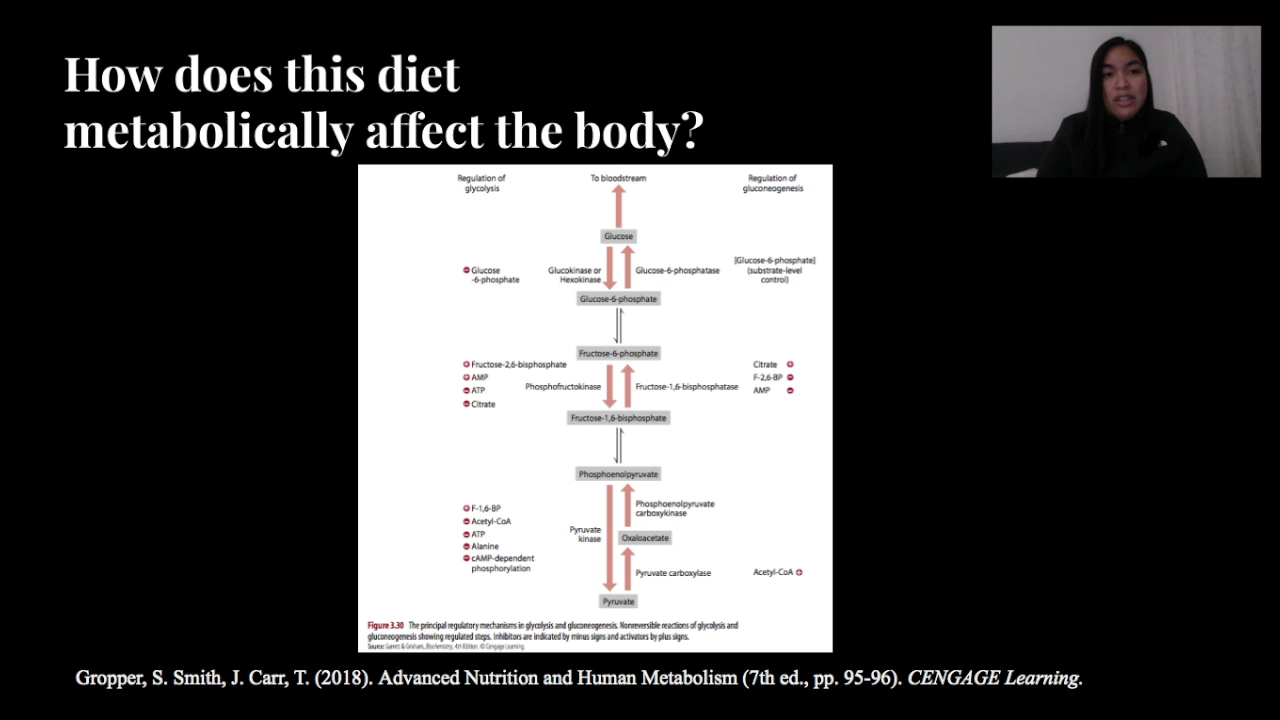 How does this diet
metabolically affect the body?
Regulation of
glycolysis
To bloodstream
Regulation of
gluconeogenesis
Glucose
Glucose
-6-phosphate
Glucokinase or
Hexokinase
Glucose-6-phosphatase
[Glucose-6-phosphate]
(substrate-level
control)
Glucose-6-phosphate
Fructose-6-phosphate
Fructose-2,6-bisphosphate
AMP
ATP
Citrate
Phosphofructokinase
Fructose-1,6-bisphosphatase
Citrate
F-2,6-BP
AMP
Fructose-1,6-bisphosphate
Phosphoenolpyruvate
F-1,6-BP
Acetyl-CoA
ATP
Alanine
cAMP-dependent
phosphorylation
Pyruvate
kinase
Phosphoenolpyruvate
carboxykinase
Oxaloacetate
Pyruvate carboxylase
Acetyl-CoA
Pyruvate
Figure 3.30 The principal regulatory mechanisms in glycolysis and gluconeogenesis. Nonreversible reactions of glycolysis and
gluconeogenesis showing regulated steps. Inhibitors are indicated by minus signs and activators by plus signs.
Source: Garrett & Grisham, Biochemistry, 4th Edition. © Cengage Learning.
Gropper, S. Smith, J. Carr, T. (2018). Advanced Nutrition and Human Metabolism (7th ed., pp. 95-96). CENGAGE Learning.